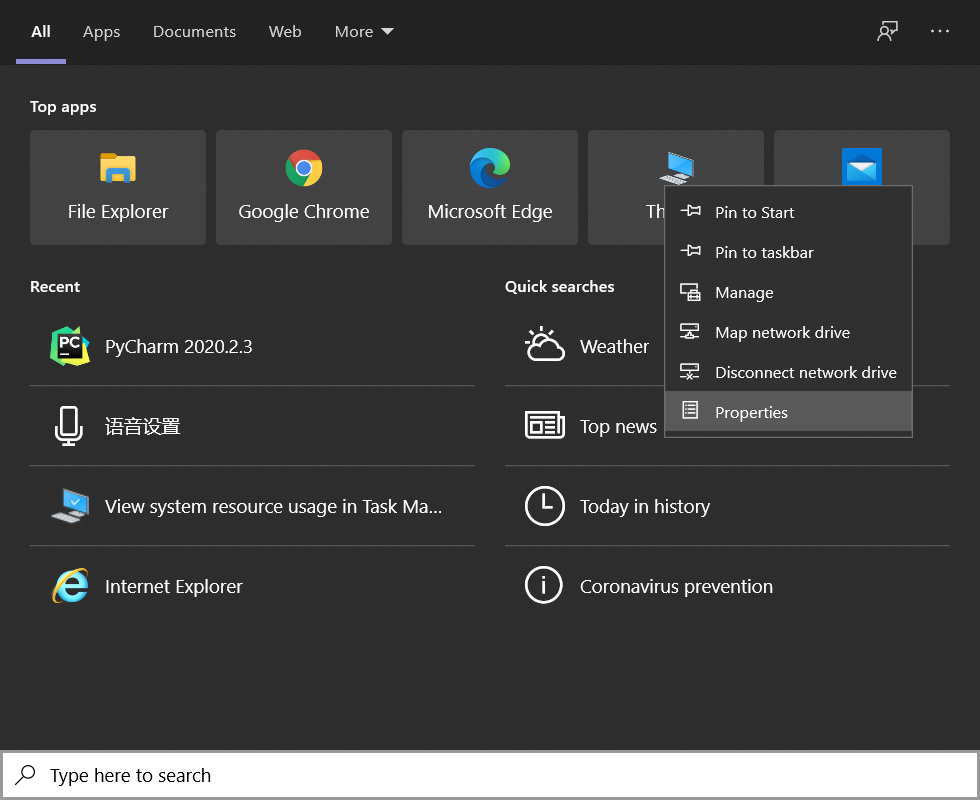 All Apps Documents Web More
Top apps
File Explorer Google Chrome Microsoft Edge
Pin to Start
Pin to taskbar
Manage
Map network drive
Disconnect network drive
Properties
Recent
PyCharm 2020.2.3
语音设置
View system resource usage in Task Ma...
Internet Explorer
Quick searches
Weather
Top news
Today in history
Coronavirus prevention
Type here to search